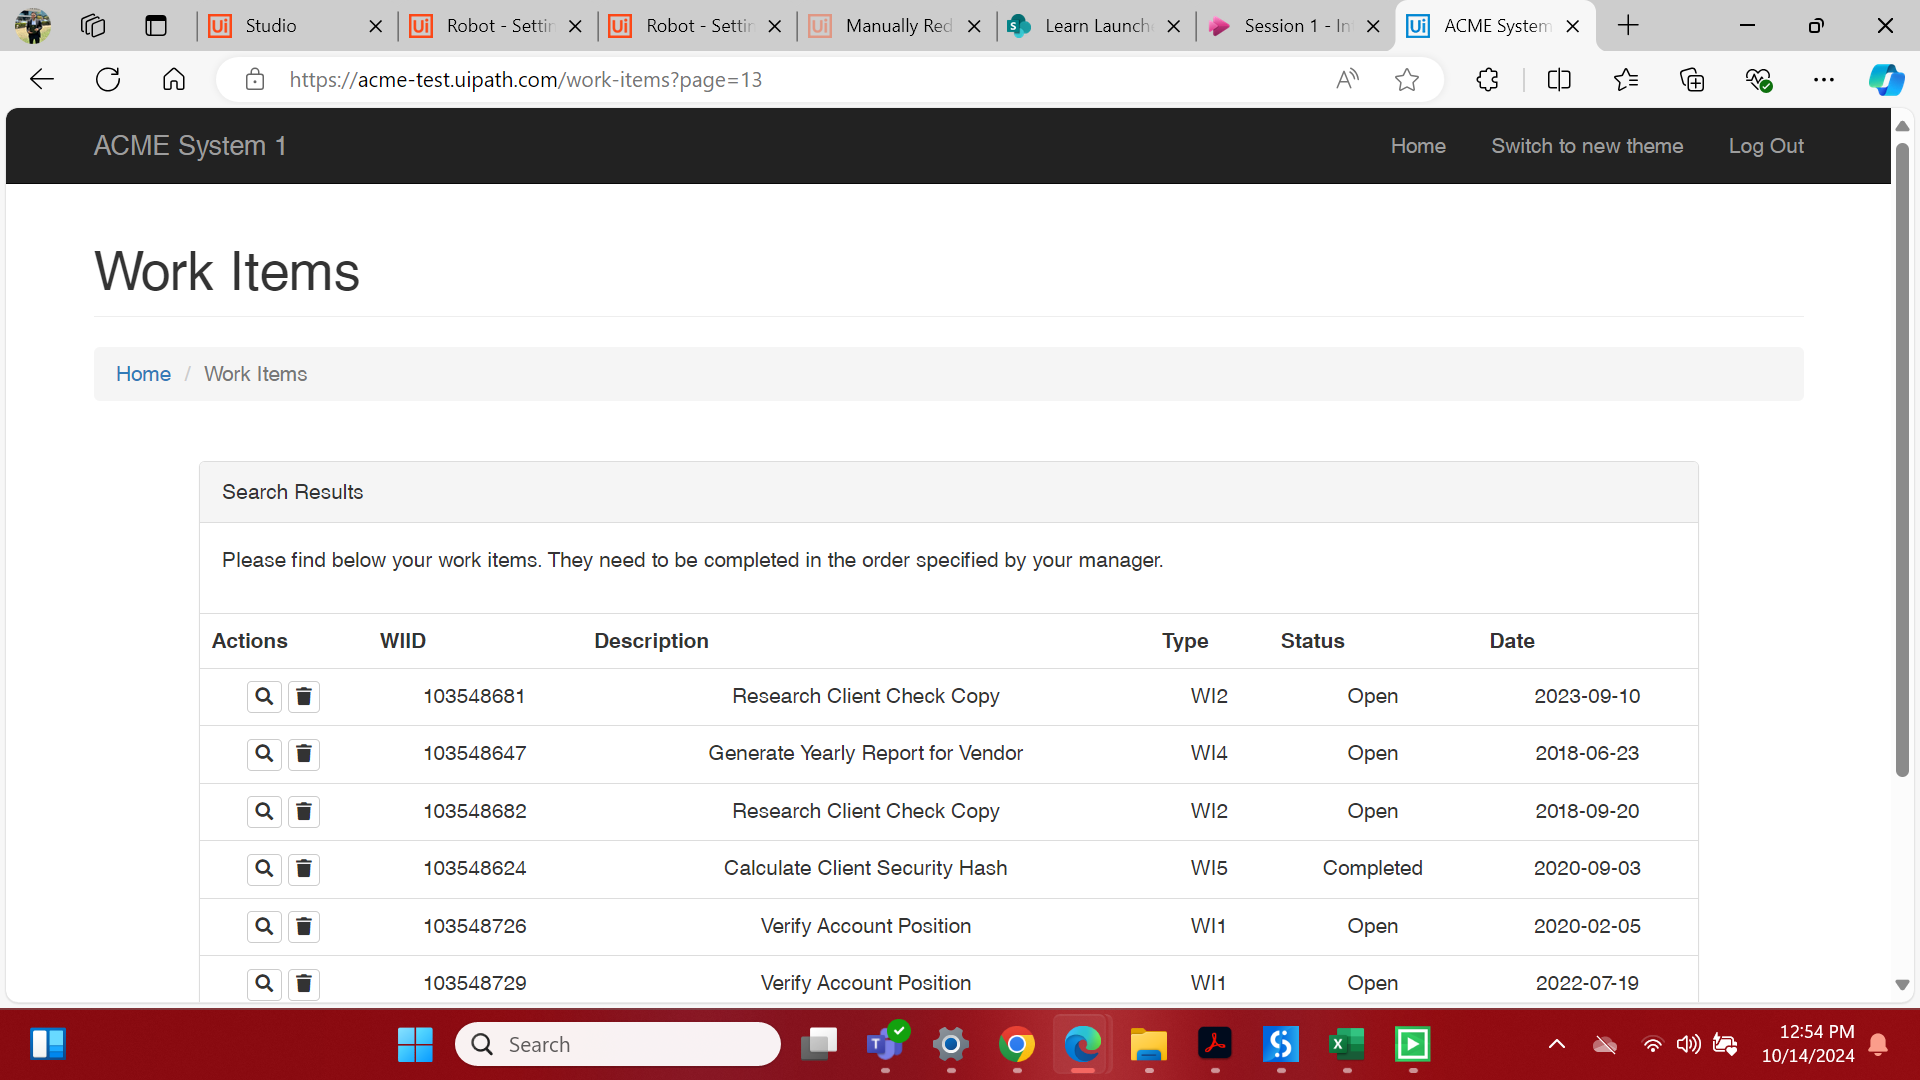 Studio
Robot - Settin
Robot - Settin
Manually Red
Learn Launch
Session 1 - In
ACME System
https://acme-test.uipath.com/work-items?page=13
ACME System 1
Home
Switch to new theme
Log Out
Work Items
Home / Work Items
Search Results
Please find below your work items. They need to be completed in the order specified by your manager.
Actions WIID Description Type Status Date
103548681 Research Client Check Copy WI2 Open 2023-09-10
103548647 Generate Yearly Report for Vendor WI4 Open 2018-06-23
103548682 Research Client Check Copy WI2 Open 2018-09-20
103548624 Calculate Client Security Hash WI5 Completed 2020-09-03
103548726 Verify Account Position WI1 Open 2020-02-05
103548729 Verify Account Position WI1 Open 2022-07-19
Search
12:54 PM
10/14/2024